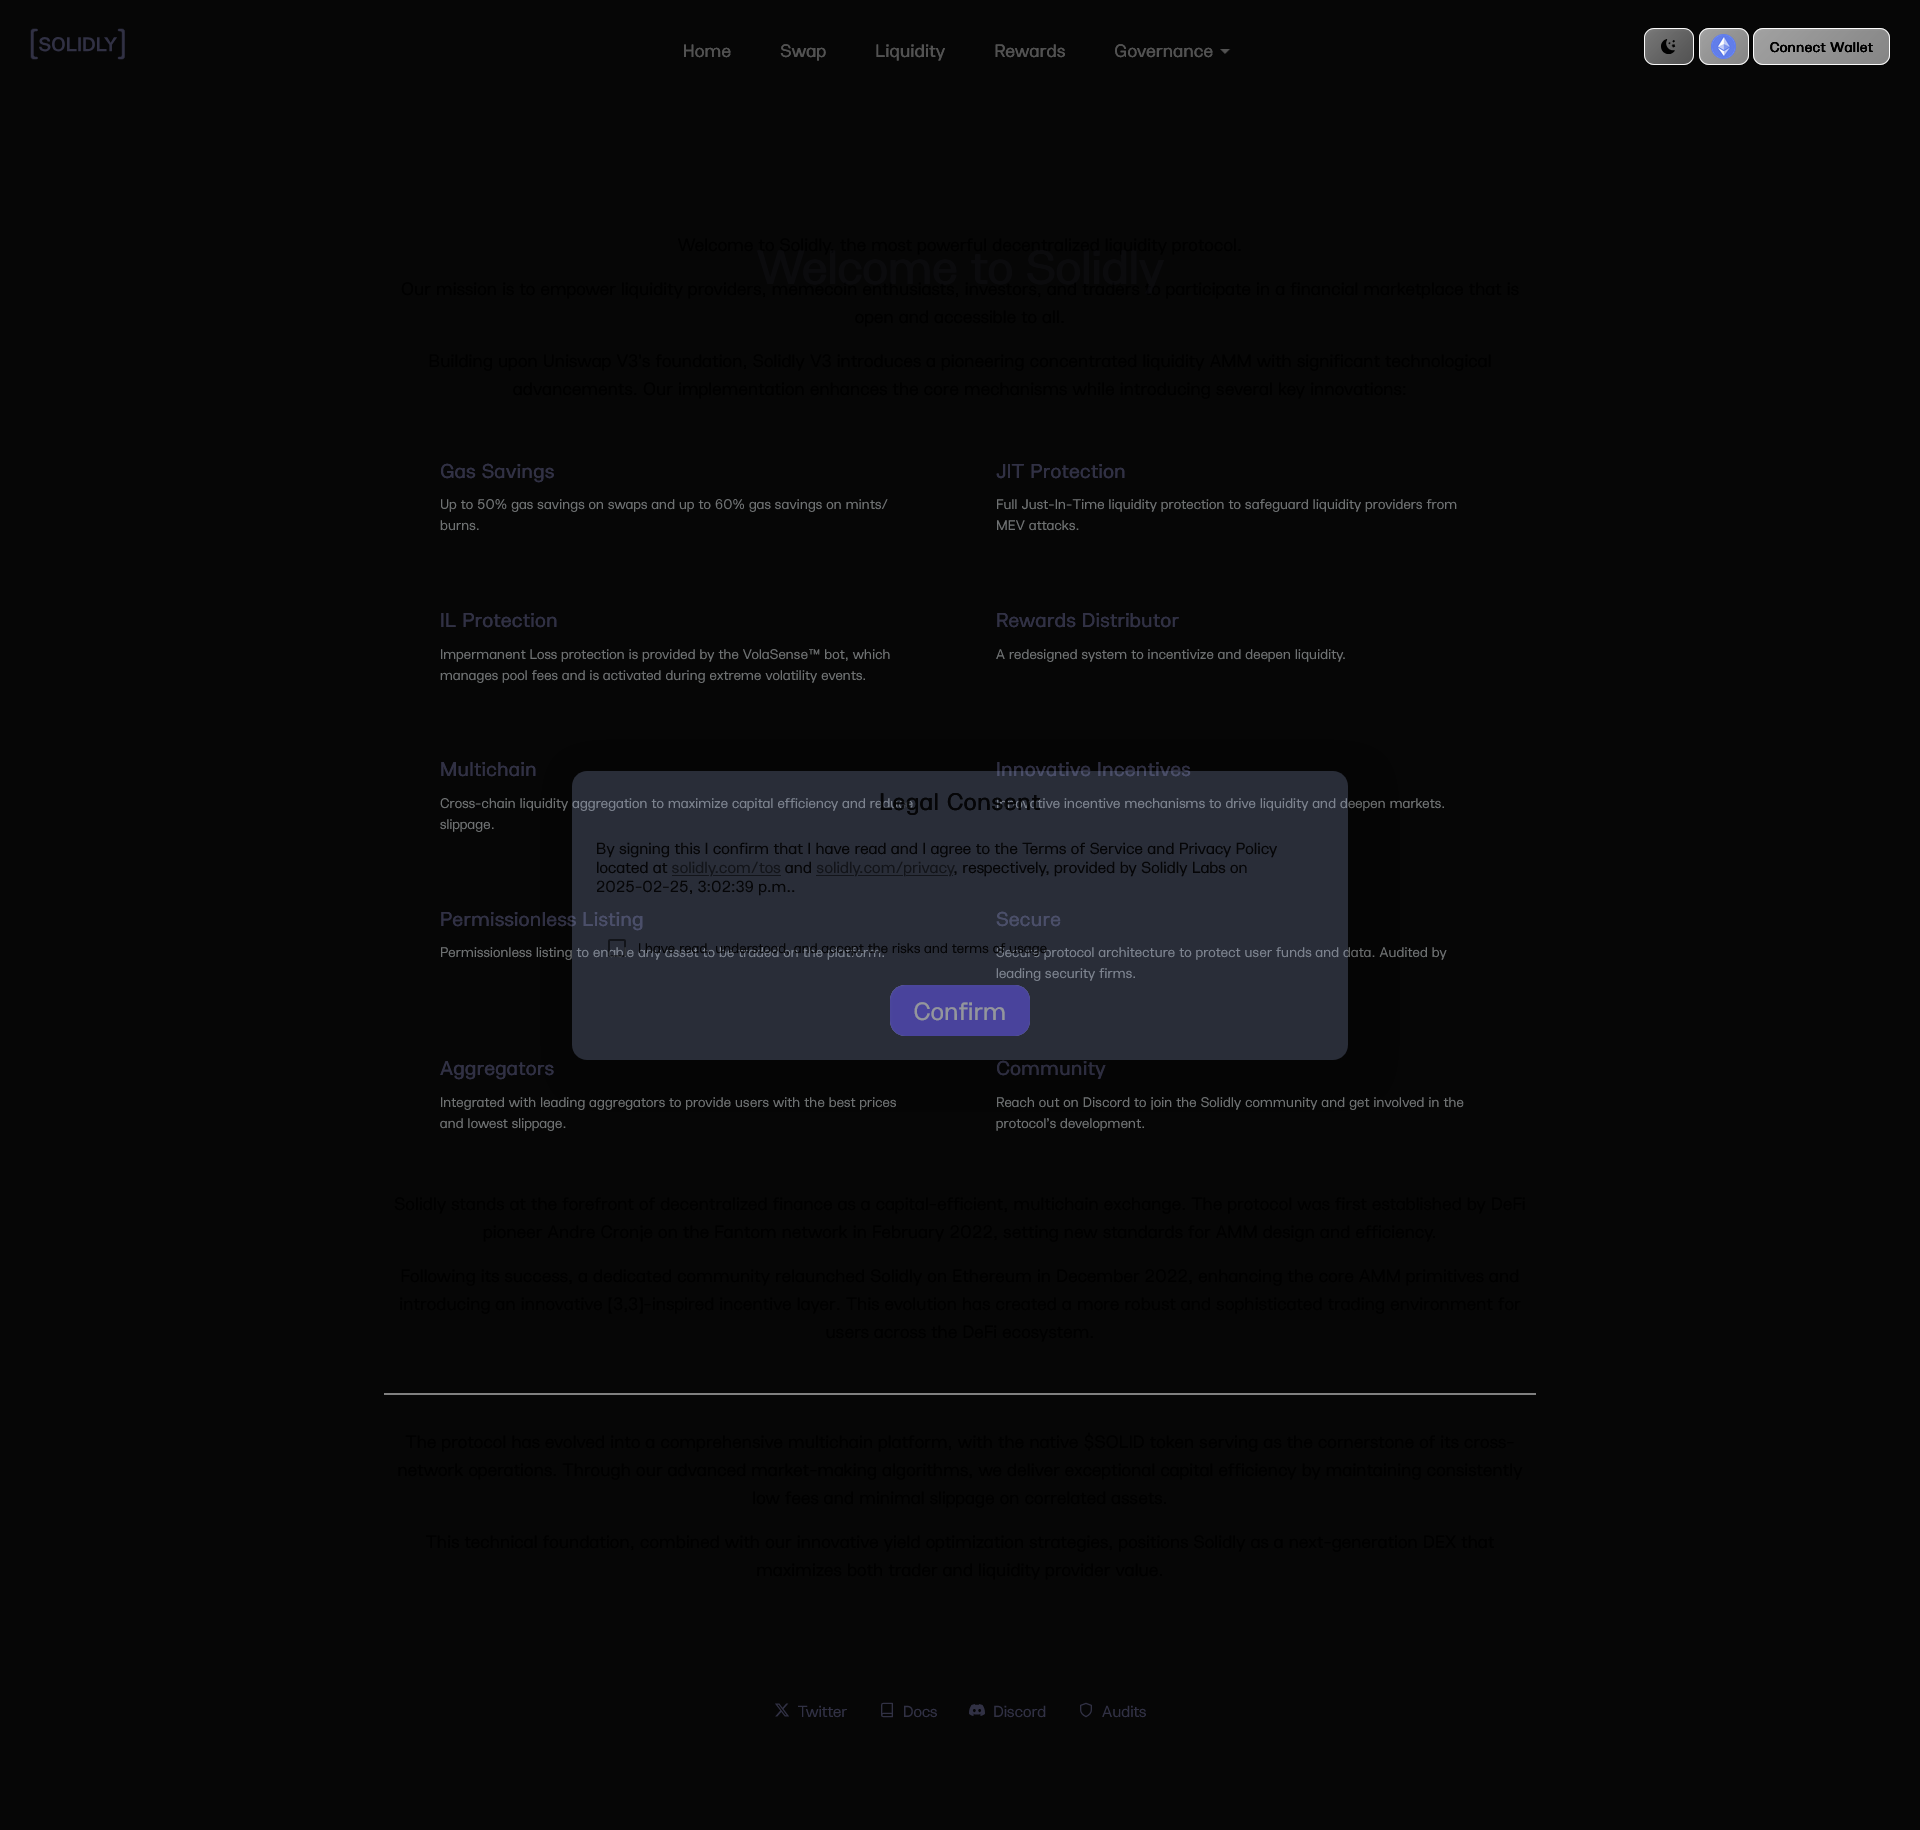 [SOLIDLY]
Home
Swap
Liquidity
Rewards
Governance
Connect Wallet
Welcome to Solidly, the most powerful decentralized liquidity protocol.
Welcome to Solidly
Our mission is to empower liquidity providers, memecoin enthusiasts, investors, and traders to participate in a financial marketplace that is
open and accessible to all.
Building upon Uniswap V3's foundation, Solidly V3 introduces a pioneering concentrated liquidity AMM with significant technological
advancements. Our implementation enhances the core mechanisms while introducing several key innovations:
Gas Savings
Up to 50% gas savings on swaps and up to 60% gas savings on mints/
burns.
JIT Protection
Full Just-In-Time liquidity protection to safeguard liquidity providers from
MEV attacks.
IL Protection
Impermanent Loss protection is provided by the VolaSense™ bot, which
manages pool fees and is activated during extreme volatility events.
Rewards Distributor
A redesigned system to incentivize and deepen liquidity.
Multichain
Cross-chain liquidity aggregation to maximize capital efficiency and reduce
slippage.
Innovative Incentives
Innovative incentive mechanisms to drive liquidity and deepen markets.
Legal Consent
By signing this I confirm that I have read and I agree to the Terms of Service and Privacy Policy
located at solidly.com/tos and solidly.com/privacy, respectively, provided by Solidly Labs on
2025-02-25, 3:02:39 p.m..
Permissionless Listing
Permissionless listing to enable any asset to be traded on the platform.
Secure
Secure protocol architecture to protect user funds and data. Audited by
leading security firms.
I have read, understood, and accept the risks and terms of usage.
Confirm
Aggregators
Integrated with leading aggregators to provide users with the best prices
and lowest slippage.
Community
Reach out on Discord to join the Solidly community and get involved in the
protocol's development.
Solidly stands at the forefront of decentralized finance as a capital-efficient, multichain exchange. The protocol was first established by DeFi
pioneer Andre Cronje on the Fantom network in February 2022, setting new standards for AMM design and efficiency.
Following its success, a dedicated community relaunched Solidly on Ethereum in December 2022, enhancing the core AMM primitives and
introducing an innovative [3,3]-inspired incentive layer. This evolution has created a more robust and sophisticated trading environment for
users across the DeFi ecosystem.
The protocol has evolved into a comprehensive multichain platform, with the native $SOLID token serving as the cornerstone of its cross-
network operations. Through our advanced market-making algorithms, we deliver exceptional capital efficiency by maintaining consistently
low fees and minimal slippage on correlated assets.
This technical foundation, combined with our innovative yield optimization strategies, positions Solidly as a next-generation DEX that
maximizes both trader and liquidity provider value.
Twitter
Docs
Discord
Audits